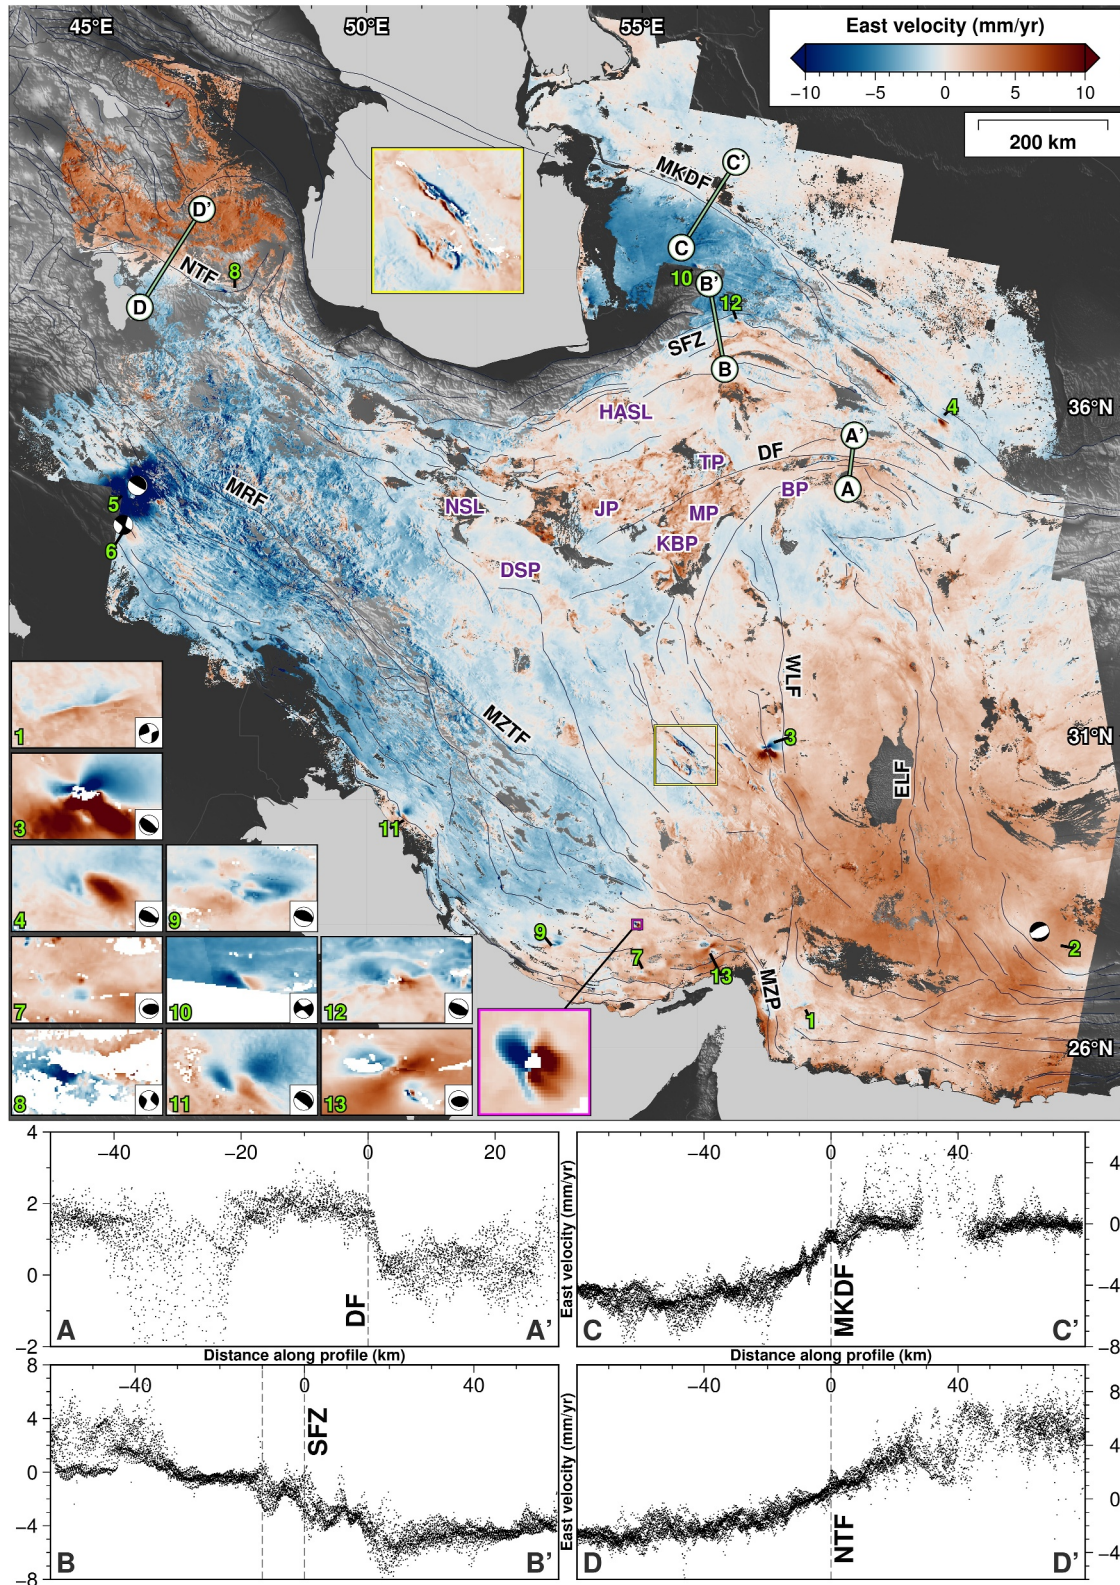 45°E
50°E
55°E
East velocity (mm/yr)
−10 −5 0 5 10
200 km
MKDF
C'
C
D'
D
NTF
8
10
B'
12
SFZ
B
HASL
4
36°N
A'
DF
A
TP
BP
NSL
JP
MP
KBP
DSP
MRF
5
6
WLF
MZTF
3
31°N
ELF
11
9
7
13
MZP
2
1
26°N
1
3
4
9
7
10
12
8
11
13
4
2
0
−2
−40 −20 0 20
DF
A A'
East velocity (mm/yr)
−40 0 40
4
0
−4
−8
MKDF
C C'
Distance along profile (km)
Distance along profile (km)
8
4
0
−4
−8
−40 0 40
SFZ
B B'
East velocity (mm/yr)
−40 0 40
8
4
0
−4
NTF
D D'